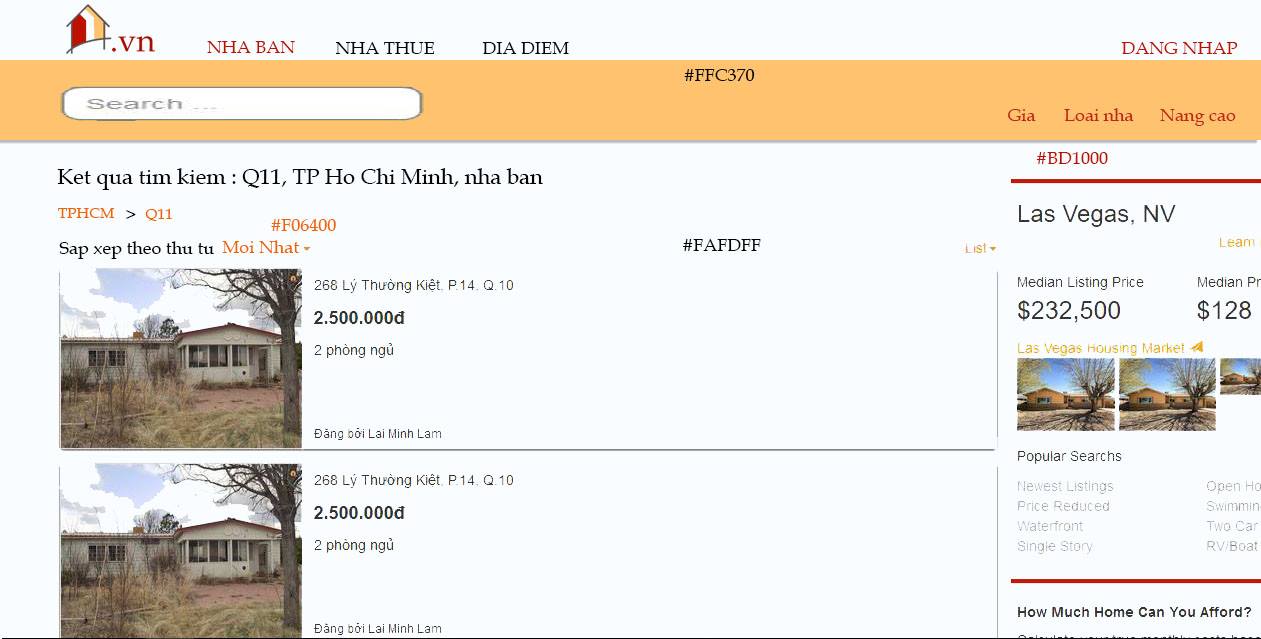 .vn
NHA BAN NHA THUE DIA DIEM DANG NHAP
#FFC370
Search ...
Gia Loai nha Nang cao
#BD1000
Ket qua tim kiem : Q11, TP Ho Chi Minh, nha ban
TPHCM > Q11
#F06400
Sap xep theo thu tu Moi Nhat
#FAFDFF
List
268 Lý Thường Kiệt. P.14. Q.10
2.500.000đ
2 phòng ngủ
Đăng bởi Lai Minh Lam
268 Lý Thường Kiệt. P.14. Q.10
2.500.000đ
2 phòng ngủ
Đăng bởi Lai Minh Lam
Las Vegas, NV
Learn
Median Listing Price Median Pr
$232,500 $128
Las Vegas Housing Market
Popular Searchs
Newest Listings Open Ho
Price Reduced Swimmin
Waterfront Two Car
Single Story RV/Boat
How Much Home Can You Afford?